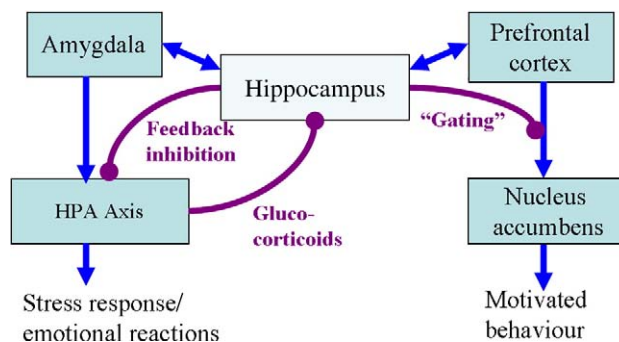 Amygdala
Prefrontal
cortex
Hippocampus
Feedback
inhibition
“Gating”
HPA Axis
Gluco-
corticoids
Nucleus
accumbens
Stress response/
emotional reactions
Motivated
behaviour